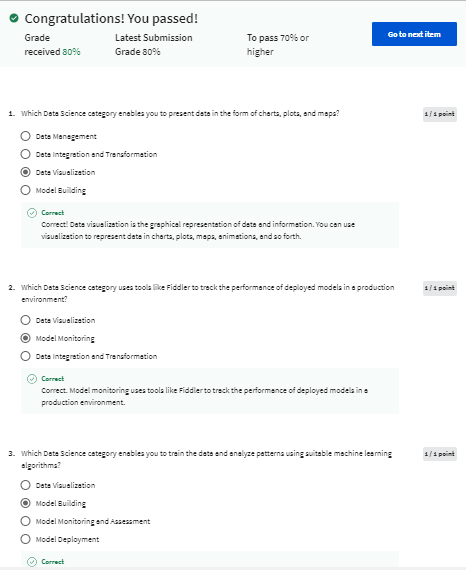 Congratulations! You passed!
Grade
received 80%
Latest Submission
Grade 80%
To pass 70% or
higher
Go to next item
1. Which Data Science category enables you to present data in the form of charts, plots, and maps?
1 / 1 point
Data Management
Data Integration and Transformation
Data Visualization
Model Building
Correct
Correct! Data visualization is the graphical representation of data and information. You can use
visualization to represent data in charts, plots, maps, animations, and so forth.
2. Which Data Science category uses tools like Fiddler to track the performance of deployed models in a production
environment?
1 / 1 point
Data Visualization
Model Monitoring
Data Integration and Transformation
Correct
Correct. Model monitoring uses tools like Fiddler to track the performance of deployed models in a
production environment.
3. Which Data Science category enables you to train the data and analyze patterns using suitable machine learning
algorithms?
1 / 1 point
Data Visualization
Model Building
Model Monitoring and Assessment
Model Deployment
Correct